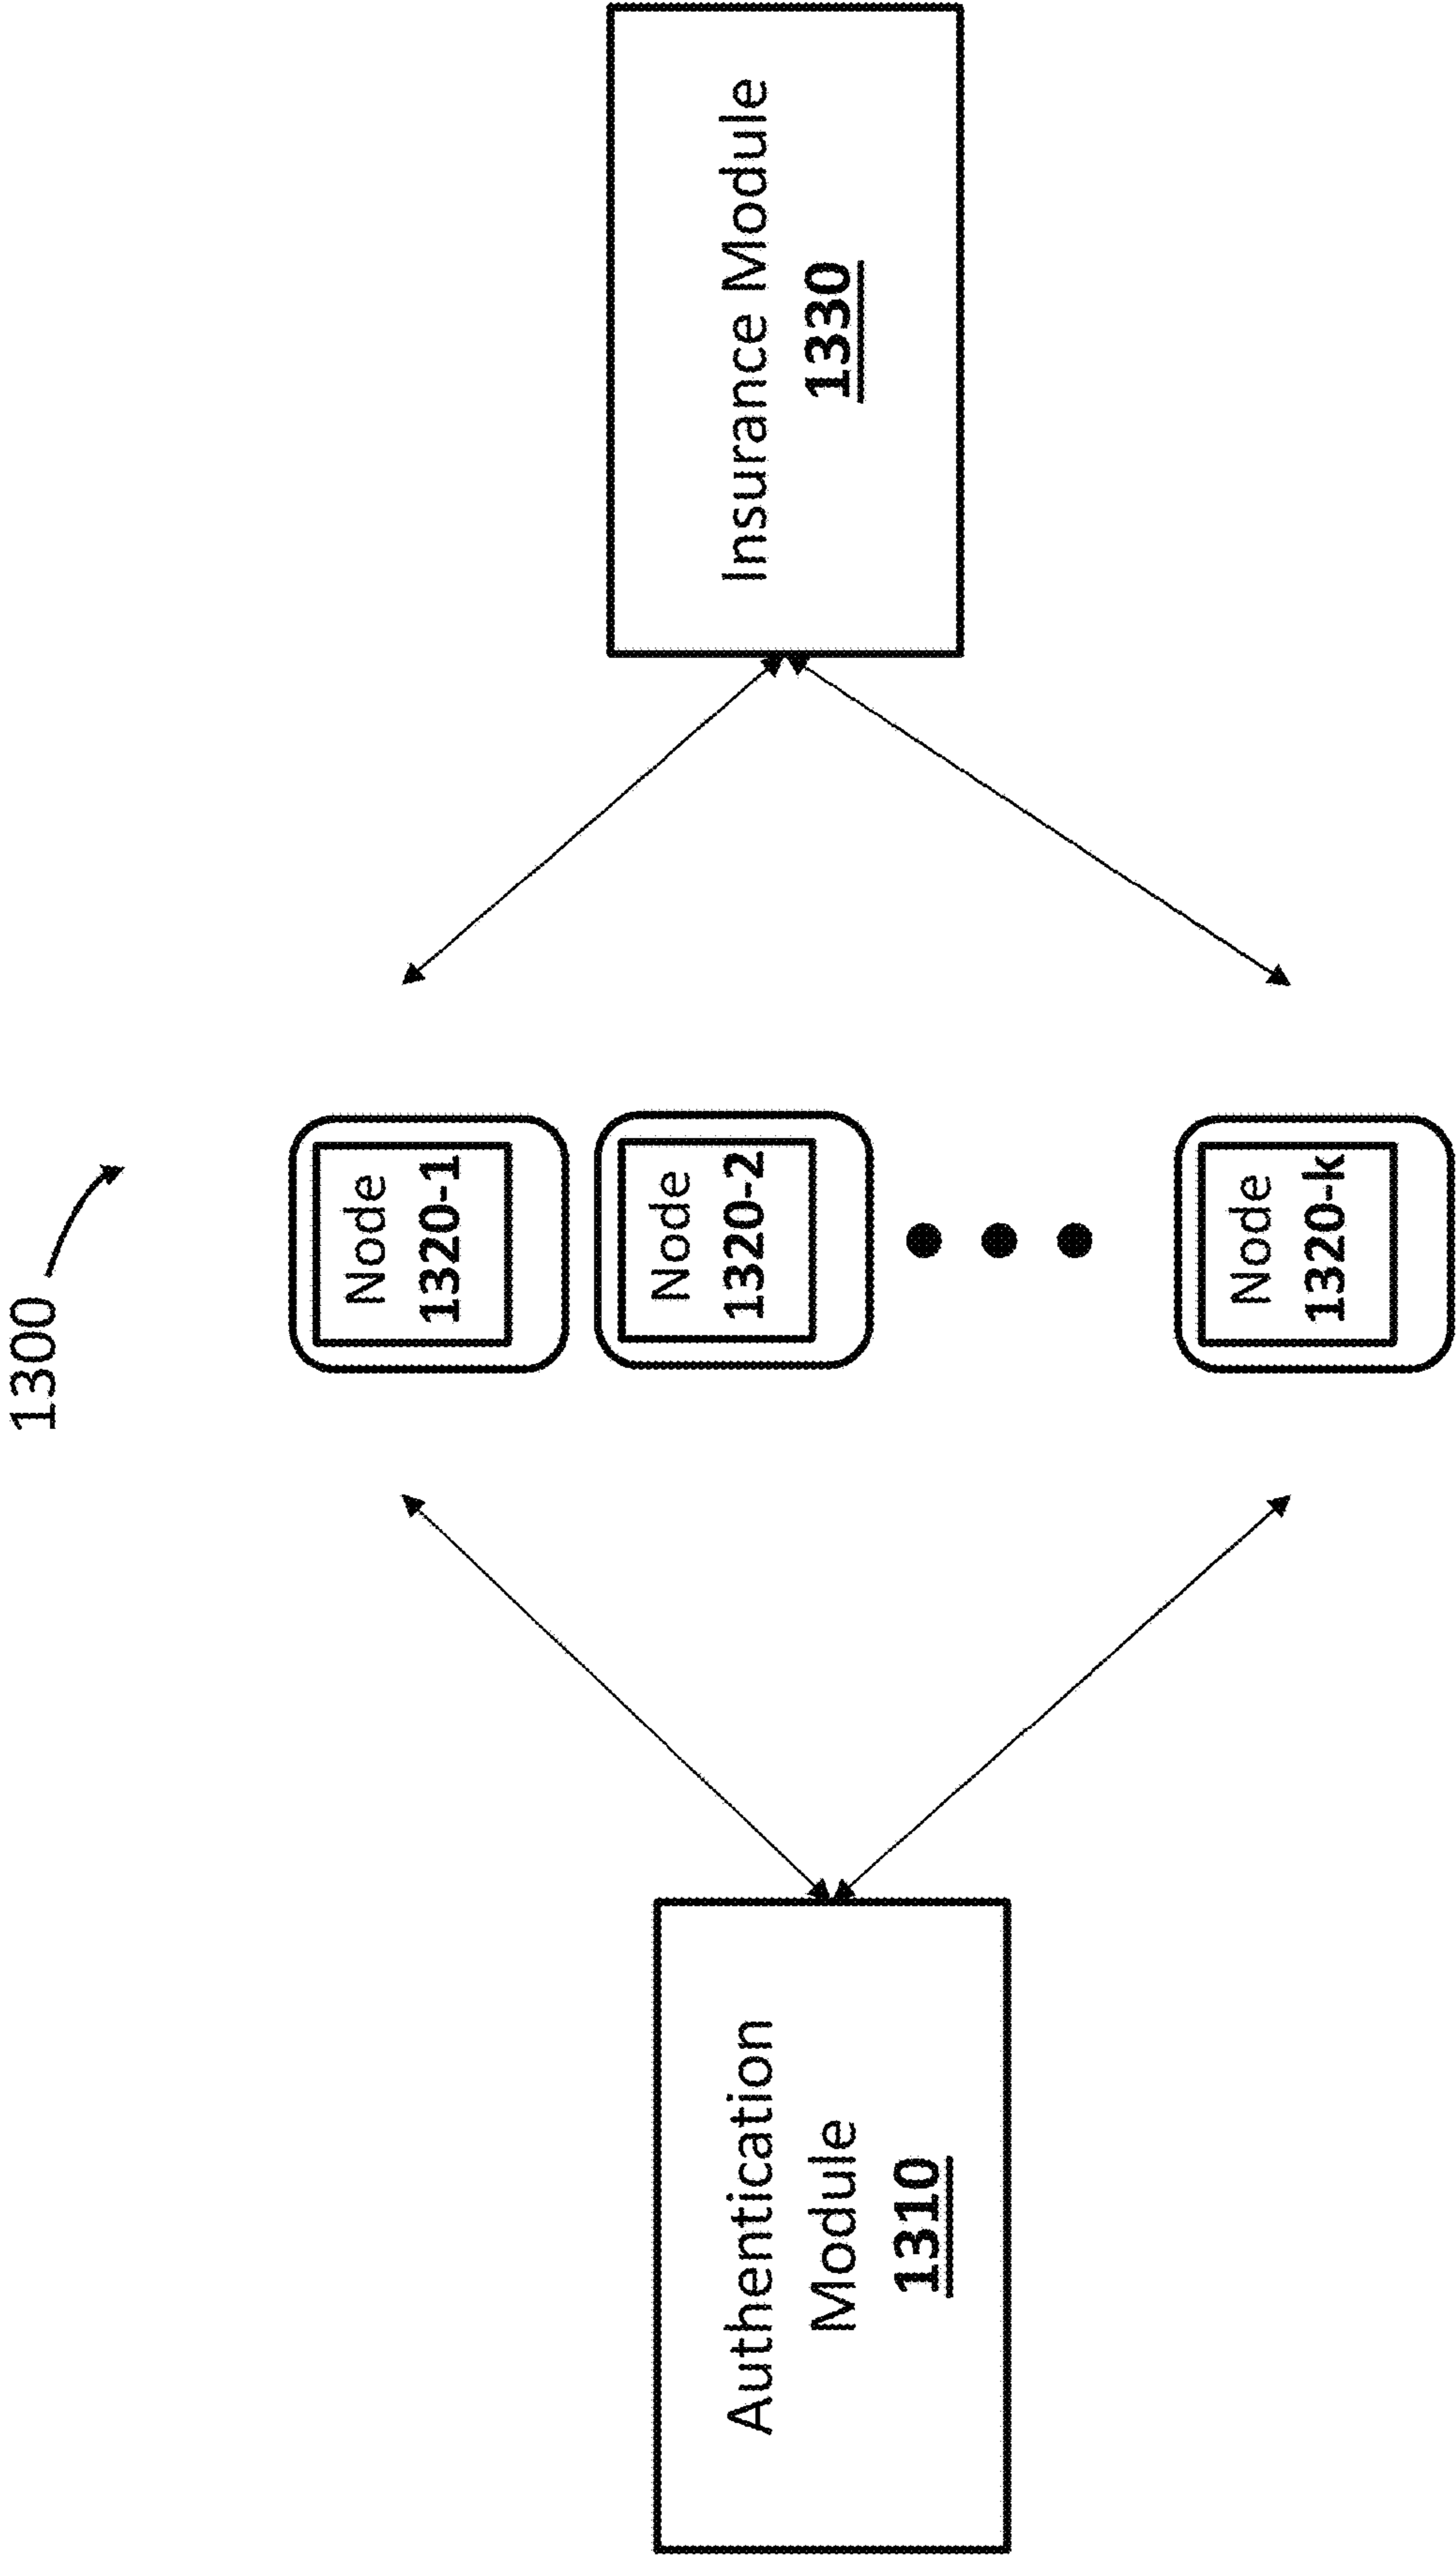 1300
Authentication
Module
1310
Node
1320-1
Node
1320-2
Node
1320-k
Insurance Module
1330